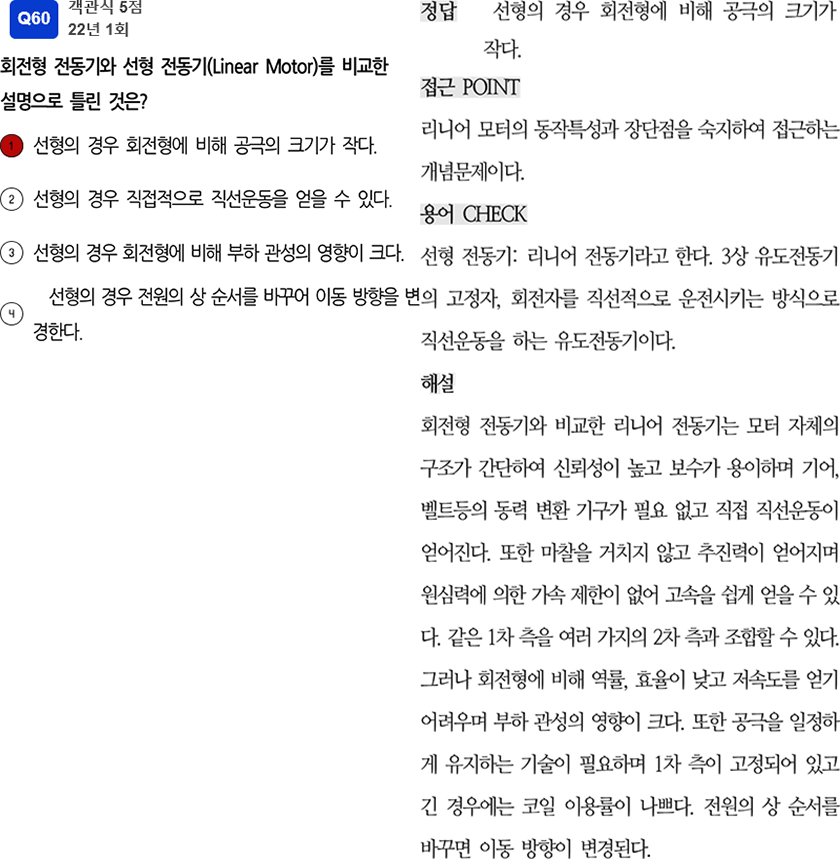 Q60
객관식 5점
22년 1회
회전형 전동기와 선형 전동기(Linear Motor)를 비교한
설명으로 틀린 것은?
1 선형의 경우 회전형에 비해 공극의 크기가 작다.
2 선형의 경우 직접적으로 직선운동을 얻을 수 있다.
3 선형의 경우 회전형에 비해 부하 관성의 영향이 크다.
4 선형의 경우 전원의 상 순서를 바꾸어 이동 방향을 변
경한다.
정답 선형의 경우 회전형에 비해 공극의 크기가
작다.
접근 POINT
리니어 모터의 동작특성과 장단점을 숙지하여 접근하는
개념문제이다.
용어 CHECK
선형 전동기: 리니어 전동기라고 한다. 3상 유도전동기
의 고정자, 회전자를 직선적으로 운전시키는 방식으로
직선운동을 하는 유도전동기이다.
해설
회전형 전동기와 비교한 리니어 전동기는 모터 자체의
구조가 간단하여 신뢰성이 높고 보수가 용이하며 기어,
벨트등의 동력 변환 기구가 필요 없고 직접 직선운동이
얻어진다. 또한 마찰을 거치지 않고 추진력이 얻어지며
원심력에 의한 가속 제한이 없어 고속을 쉽게 얻을 수 있
다. 같은 1차 측을 여러 가지의 2차 측과 조합할 수 있다.
그러나 회전형에 비해 역률, 효율이 낮고 저속도를 얻기
어려우며 부하 관성의 영향이 크다. 또한 공극을 일정하
게 유지하는 기술이 필요하며 1차 측이 고정되어 있고
긴 경우에는 코일 이용률이 나쁘다. 전원의 상 순서를
바꾸면 이동 방향이 변경된다.